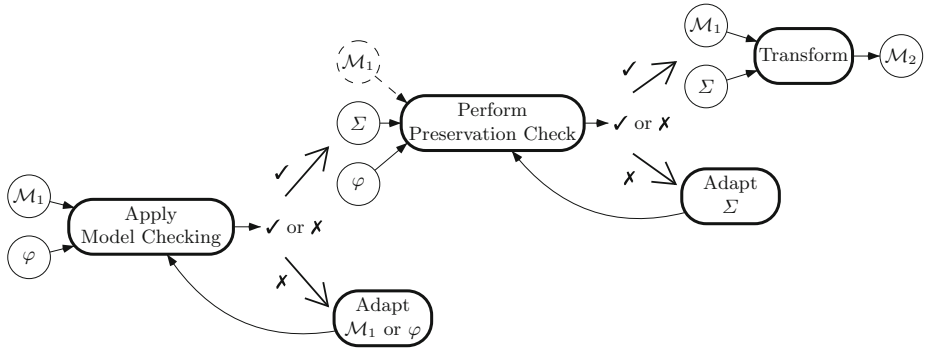 ℳ₁
φ
Apply
Model Checking
✓ or ✗
✓
✗
Adapt
ℳ₁ or φ
ℳ₁
Σ
φ
Perform
Preservation Check
✓ or ✗
✓
✗
Adapt
Σ
ℳ₁
Σ
Transform
ℳ₂